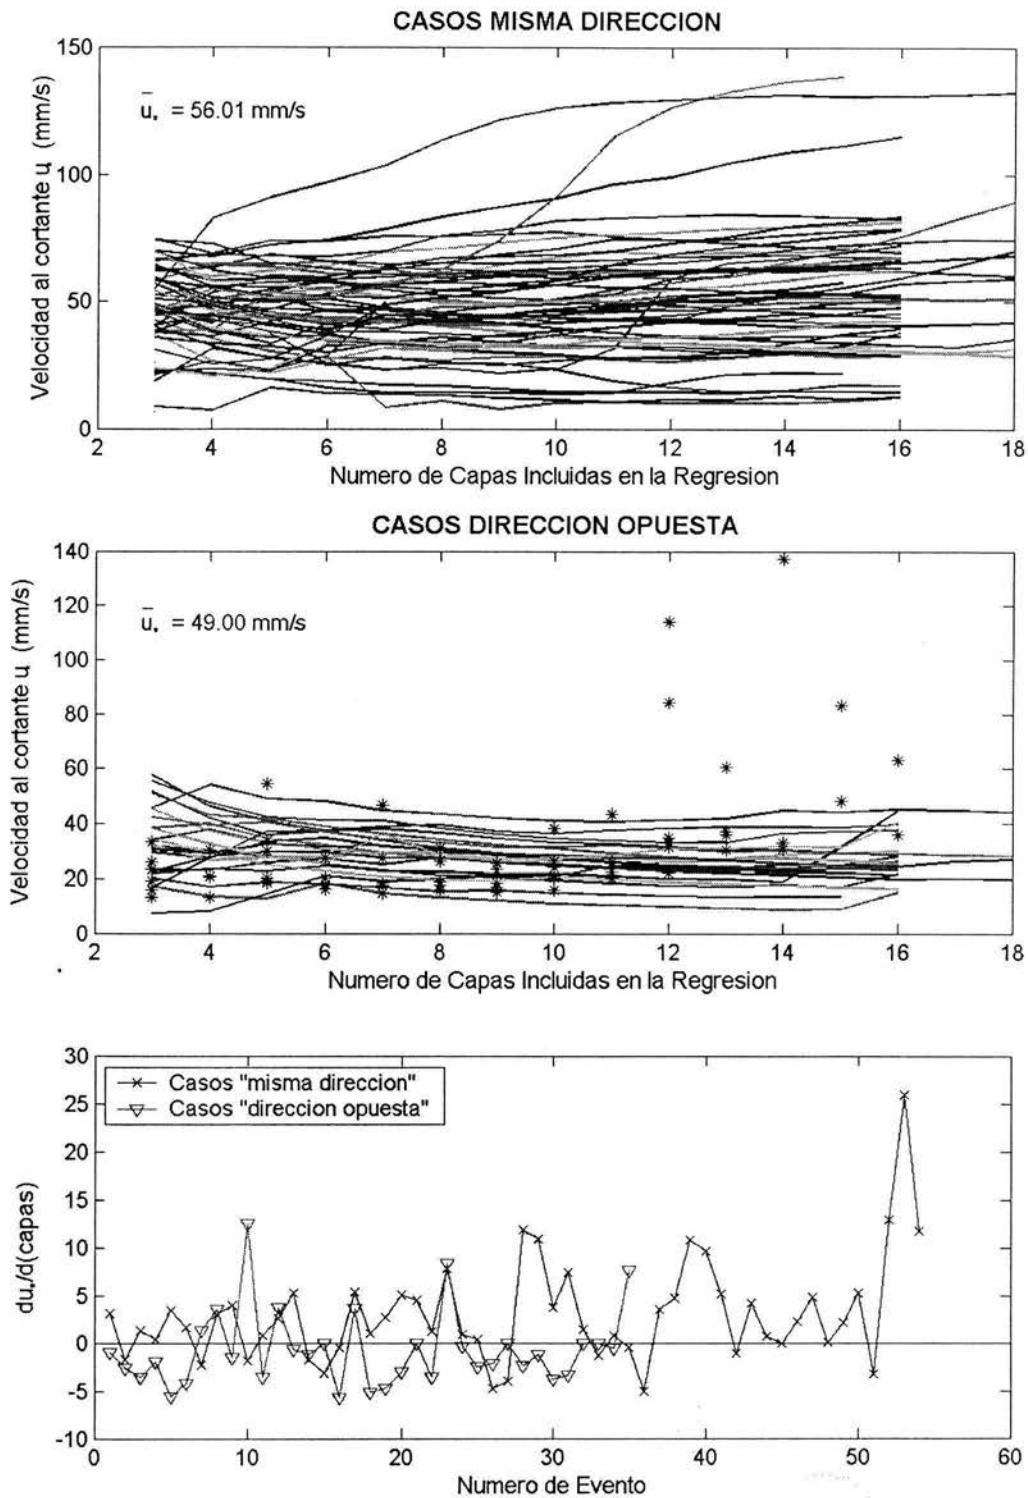 CASOS MISMA DIRECCION
150
100
50
0
Velocidad al cortante u* (mm/s)
u* = 56.01 mm/s
2 4 6 8 10 12 14 16 18
Numero de Capas Incluidas en la Regresion
CASOS DIRECCION OPUESTA
140
120
100
80
60
40
20
0
Velocidad al cortante u* (mm/s)
u* = 49.00 mm/s
2 4 6 8 10 12 14 16 18
Numero de Capas Incluidas en la Regresion
30
25
20
15
10
5
0
-5
-10
du*/d(capas)
Casos "misma direccion"
Casos "direccion opuesta"
0 10 20 30 40 50 60
Numero de Evento